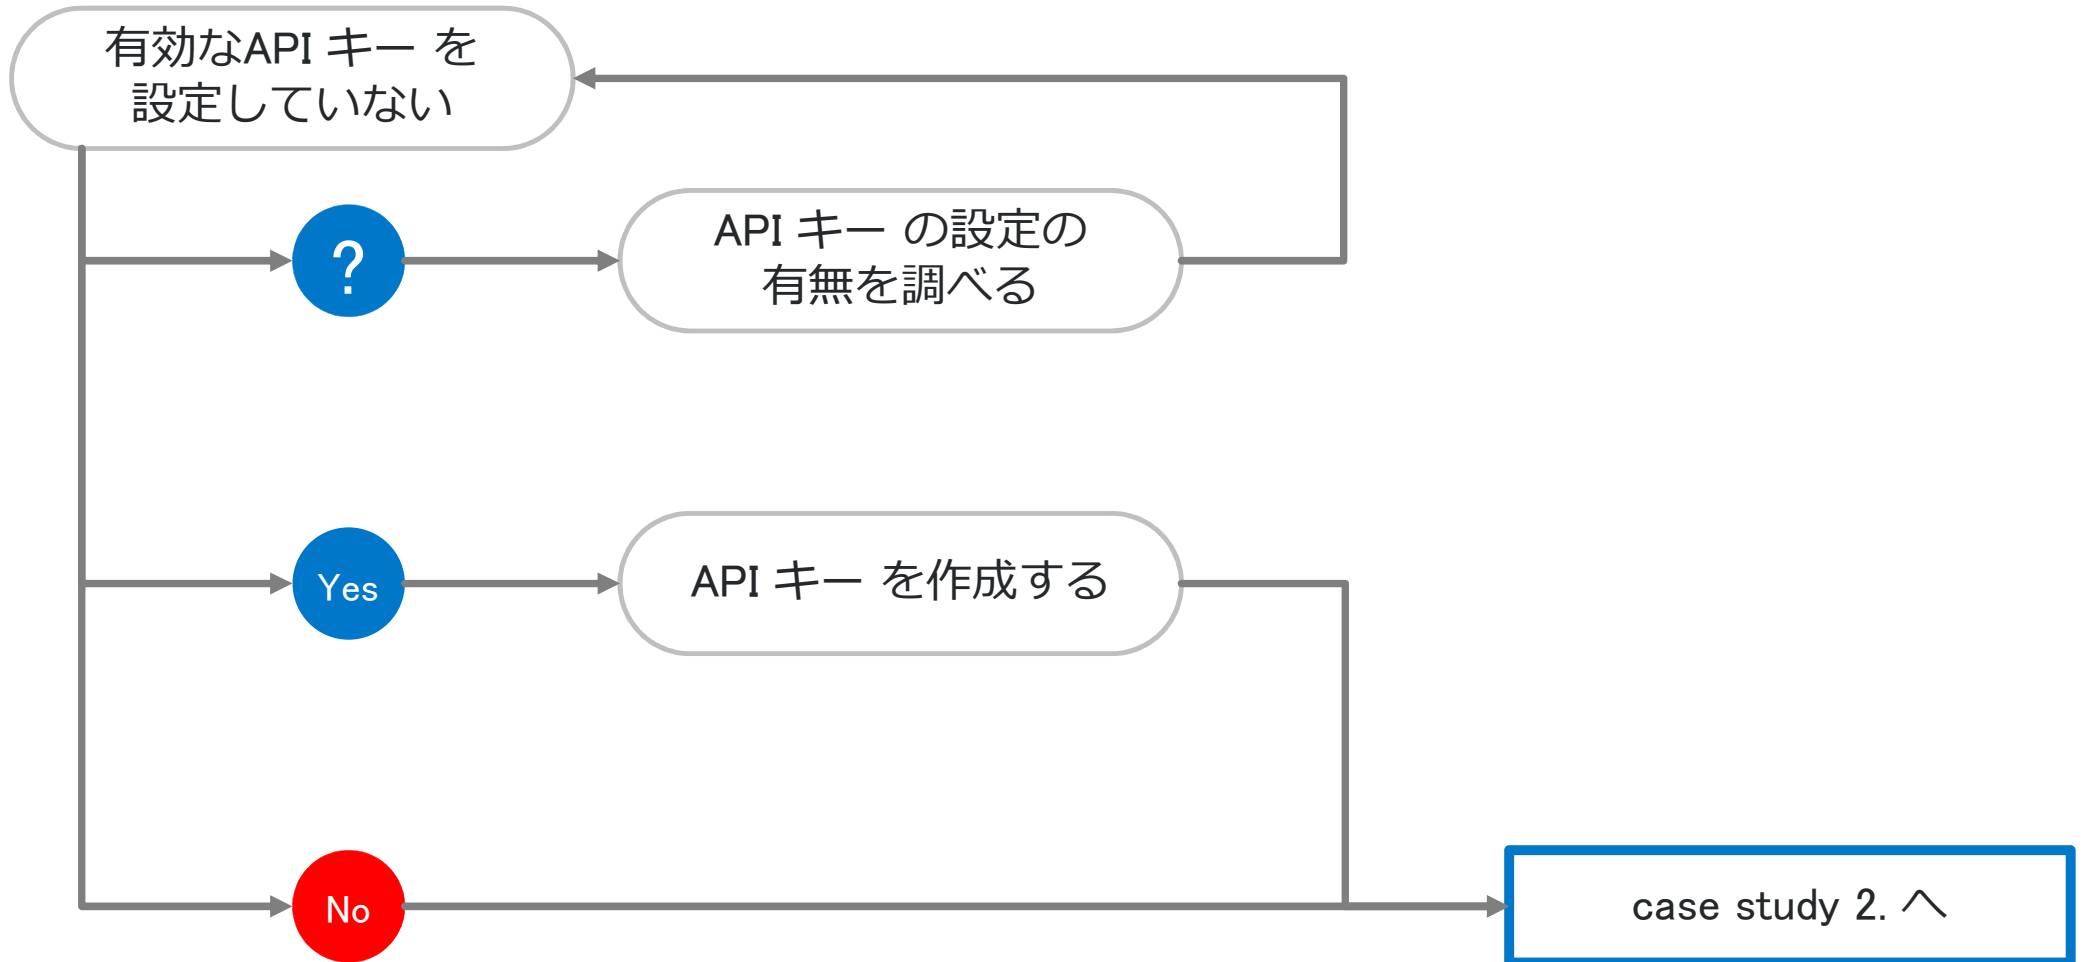 有効なAPI キー を
設定していない
?
API キー の設定の
有無を調べる
Yes
API キー を作成する
No
case study 2. へ